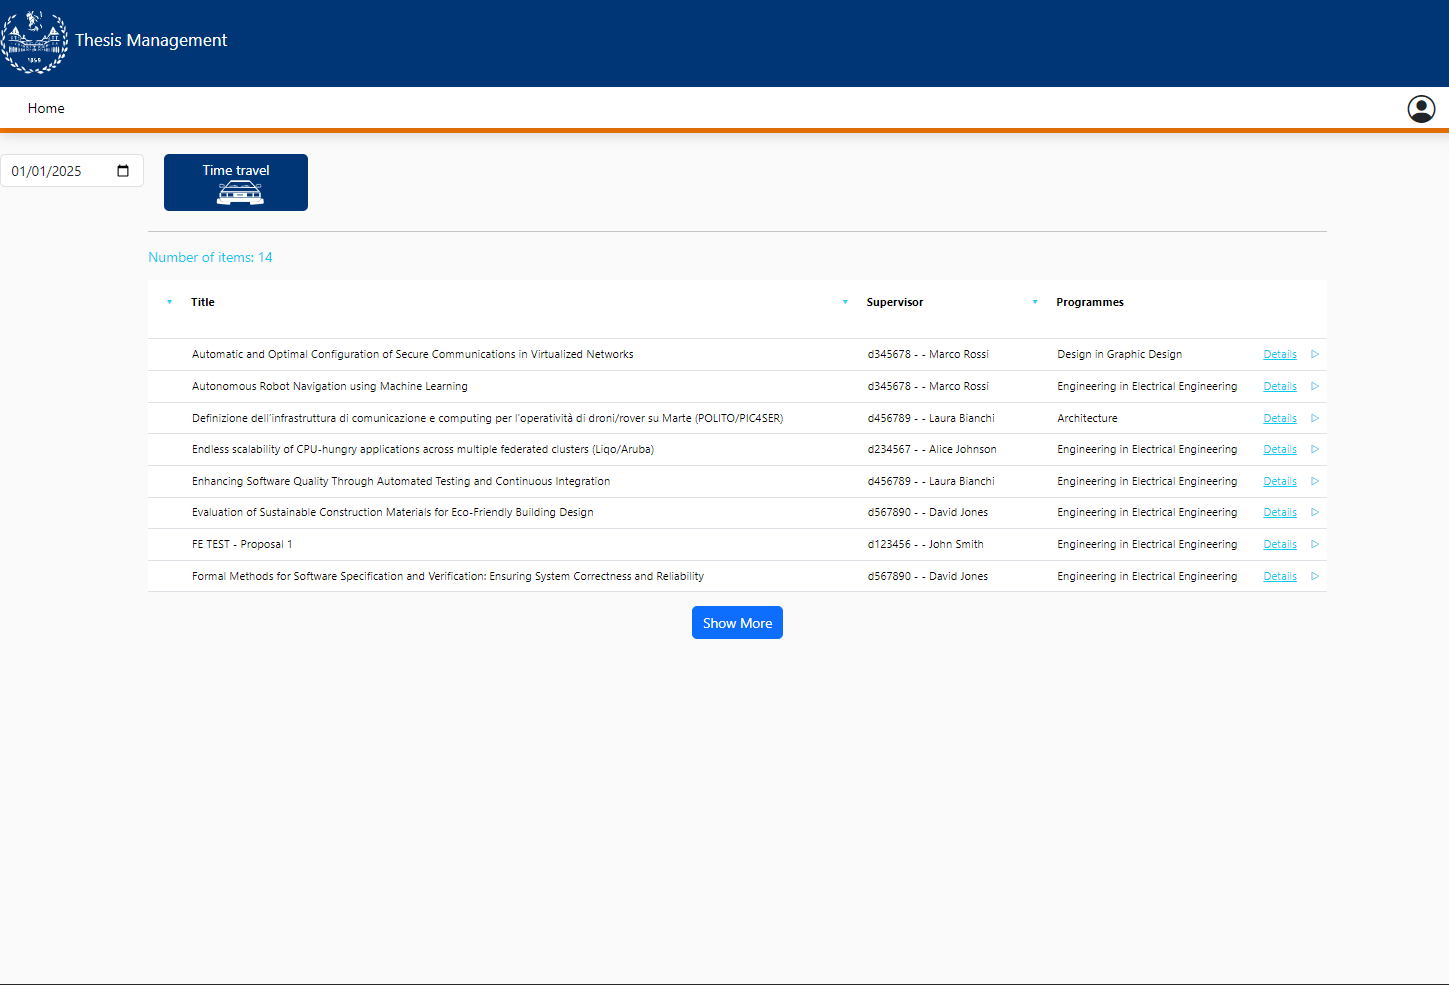 1859
Thesis Management
Home
01/01/2025
Time travel
Number of items: 14
Title Supervisor Programmes
Automatic and Optimal Configuration of Secure Communications in Virtualized Networks d345678 - - Marco Rossi Design in Graphic Design Details
Autonomous Robot Navigation using Machine Learning d345678 - - Marco Rossi Engineering in Electrical Engineering Details
Definizione dell'infrastruttura di comunicazione e computing per l'operatività di droni/rover su Marte (POLITO/PIC4SER) d456789 - - Laura Bianchi Architecture Details
Endless scalability of CPU-hungry applications across multiple federated clusters (Liqo/Aruba) d234567 - - Alice Johnson Engineering in Electrical Engineering Details
Enhancing Software Quality Through Automated Testing and Continuous Integration d456789 - - Laura Bianchi Engineering in Electrical Engineering Details
Evaluation of Sustainable Construction Materials for Eco-Friendly Building Design d567890 - - David Jones Engineering in Electrical Engineering Details
FE TEST - Proposal 1 d123456 - - John Smith Engineering in Electrical Engineering Details
Formal Methods for Software Specification and Verification: Ensuring System Correctness and Reliability d567890 - - David Jones Engineering in Electrical Engineering Details
Show More